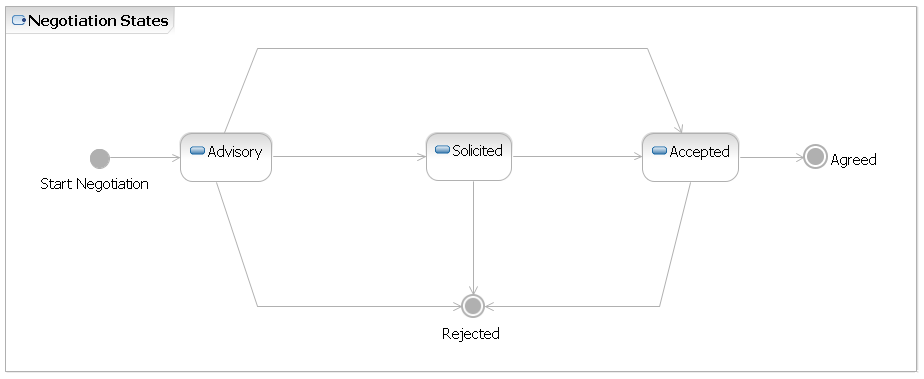 Negotiation States
Advisory
Solicited
Accepted
Agreed
Start Negotiation
Rejected